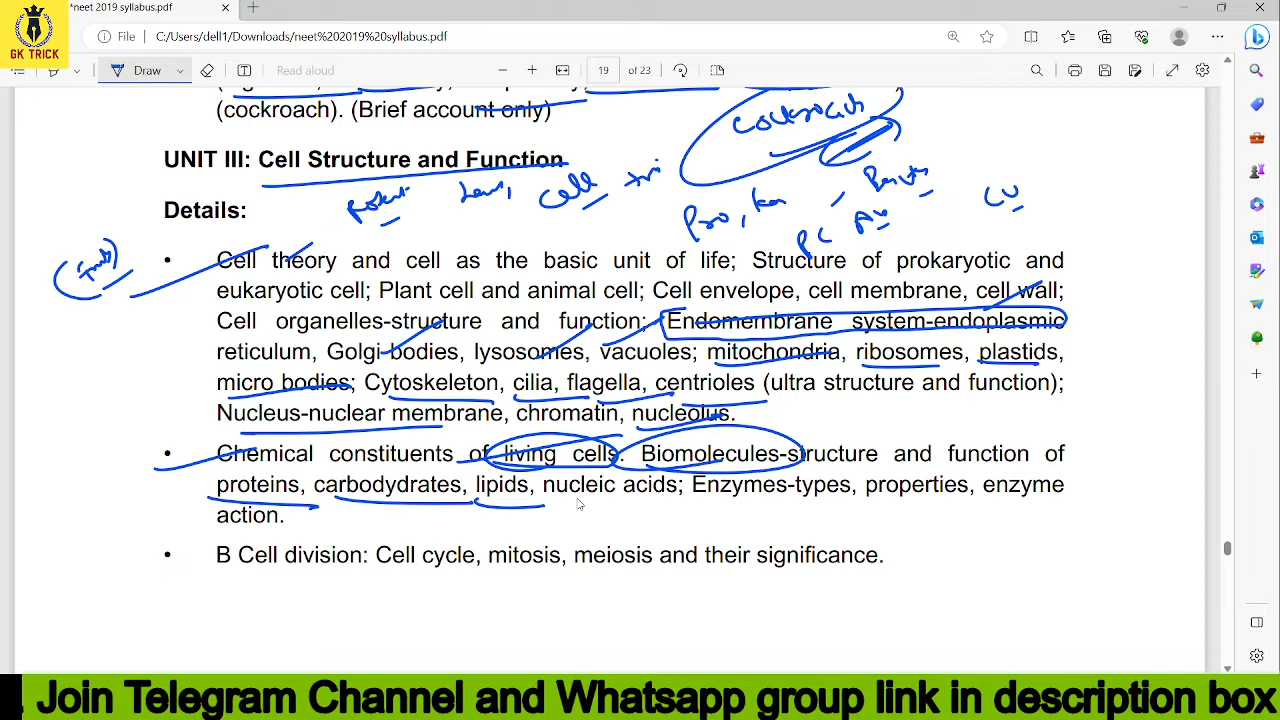 *neet 2019 syllabus.pdf
GK TRICK
File
C:/Users/dell1/Downloads/neet%202019%20syllabus.pdf
Draw
Read aloud
19 of 23
(cockroach). (Brief account only)
cockroach
UNIT III: Cell Structure and Function
Cell
Details:
Pro,
• Cell theory and cell as the basic unit of life; Structure of prokaryotic and
eukaryotic cell; Plant cell and animal cell; Cell envelope, cell membrane, cell wall;
Cell organelles-structure and function; Endomembrane system-endoplasmic
reticulum, Golgi bodies, lysosomes, vacuoles; mitochondria, ribosomes, plastids,
micro bodies; Cytoskeleton, cilia, flagella, centrioles (ultra structure and function);
Nucleus-nuclear membrane, chromatin, nucleolus.
• Chemical constituents of living cells. Biomolecules-structure and function of
proteins, carbodydrates, lipids, nucleic acids; Enzymes-types, properties, enzyme
action.
• B Cell division: Cell cycle, mitosis, meiosis and their significance.
Join Telegram Channel and Whatsapp group link in description box